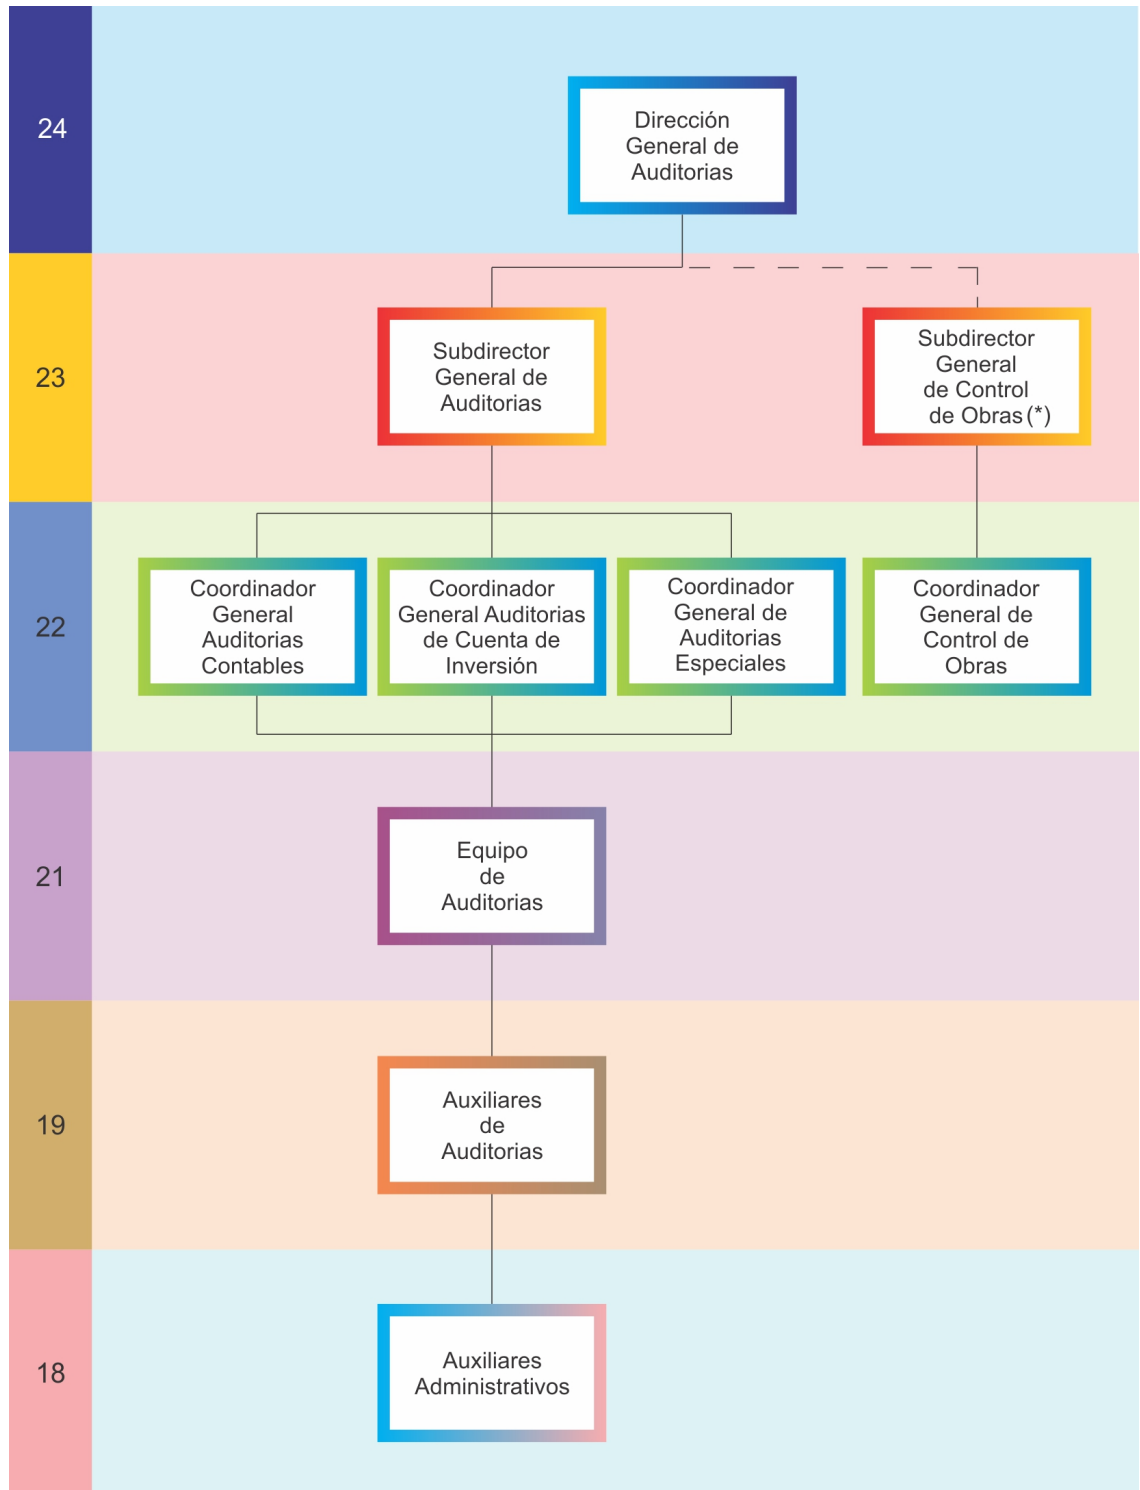 24
Dirección
General de
Auditorias
23
Subdirector
General de
Auditorias
Subdirector
General
de Control
de Obras (*)
22
Coordinador
General
Auditorias
Contables
Coordinador
General Auditorias
de Cuenta de
Inversión
Coordinador
General de
Auditorias
Especiales
Coordinador
General de
Control de
Obras
21
Equipo
de
Auditorias
19
Auxiliares
de
Auditorias
18
Auxiliares
Administrativos